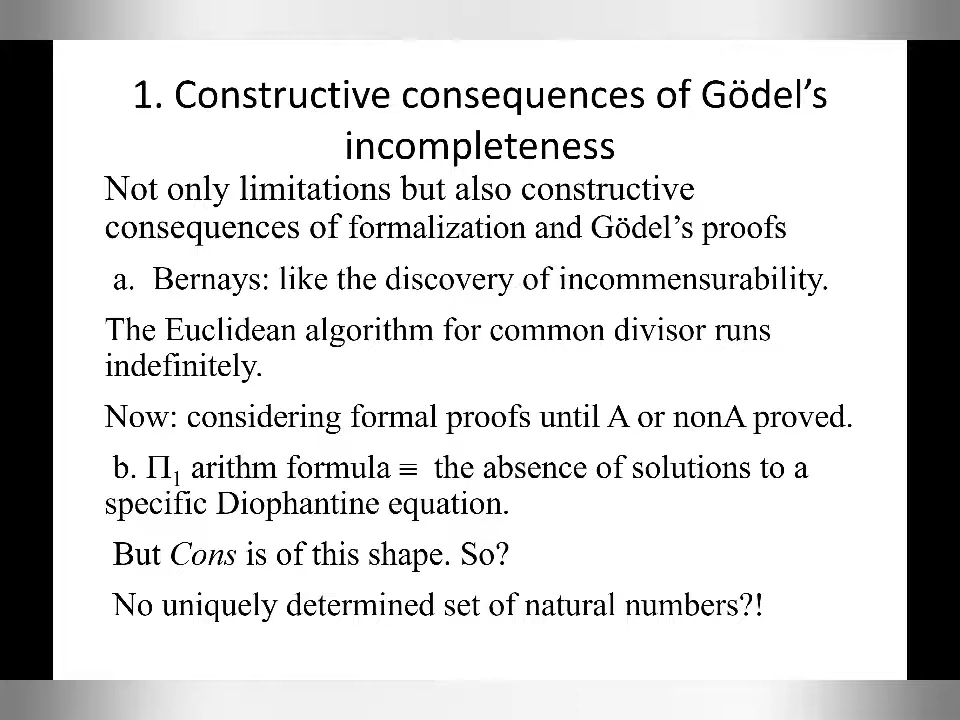 1. Constructive consequences of Gödel’s
incompleteness
Not only limitations but also constructive
consequences of formalization and Gödel’s proofs
a. Bernays: like the discovery of incommensurability.
The Euclidean algorithm for common divisor runs
indefinitely.
Now: considering formal proofs until A or nonA proved.
b. Π₁ arithm formula ≡ the absence of solutions to a
specific Diophantine equation.
But Cons is of this shape. So?
No uniquely determined set of natural numbers?!